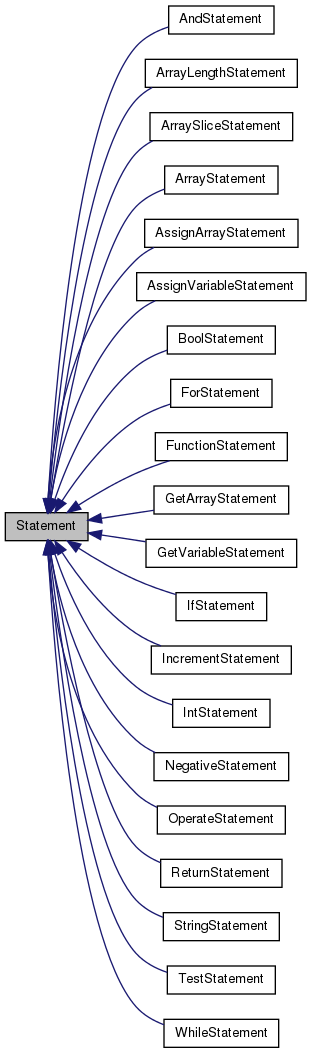 AndStatement
ArrayLengthStatement
ArraySliceStatement
ArrayStatement
AssignArrayStatement
AssignVariableStatement
BoolStatement
ForStatement
FunctionStatement
GetArrayStatement
Statement
GetVariableStatement
IfStatement
IncrementStatement
IntStatement
NegativeStatement
OperateStatement
ReturnStatement
StringStatement
TestStatement
WhileStatement